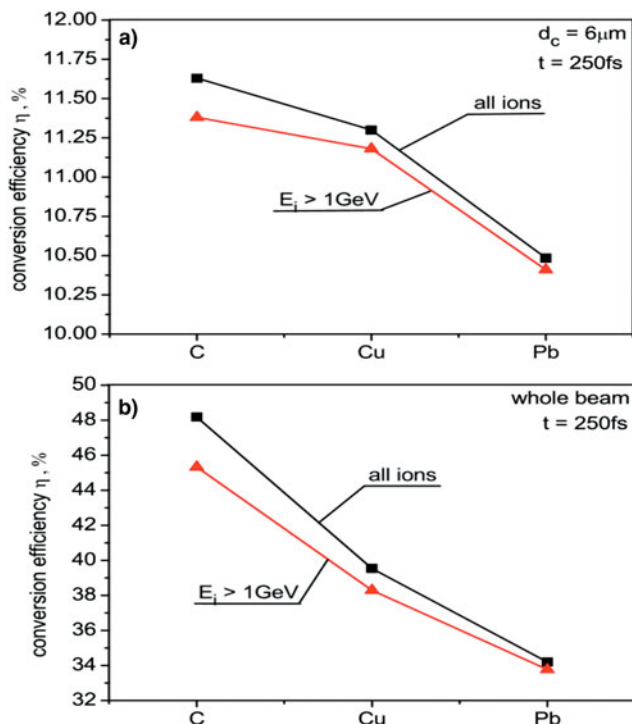 a)
d_c = 6μm
t = 250fs
12.00
11.75
11.50
11.25
11.00
10.75
10.50
10.25
10.00
conversion efficiency η, %
all ions
E_i > 1GeV
C Cu Pb
b)
whole beam
t = 250fs
50
48
46
44
42
40
38
36
34
32
conversion efficiency η, %
all ions
E_i > 1GeV
C Cu Pb